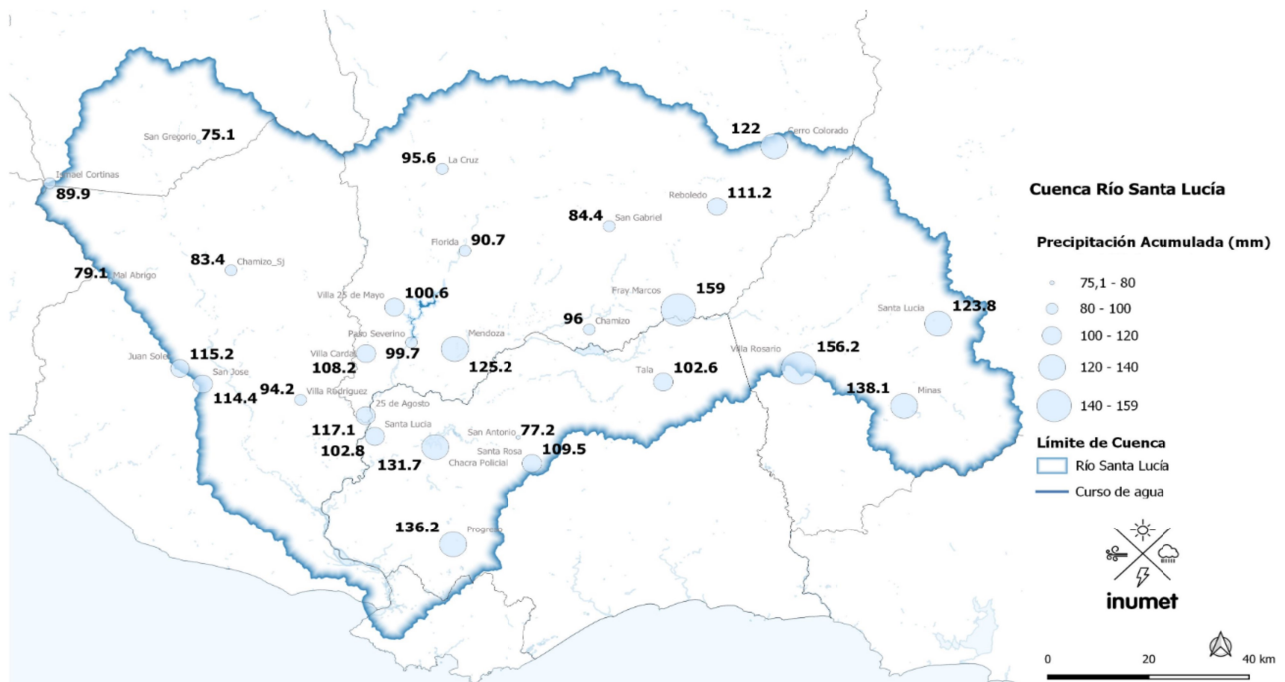 122
Cerro Colorado
San Gregorio
75.1
95.6
La Cruz
Ismael Cortinas
89.9
Reboledo
111.2
84.4
San Gabriel
Florida
90.7
83.4
Chamizo_SJ
79.1
Mal Abrigo
Villa 25 de Mayo
100.6
Fray Marcos
159
Santa Lucia
123.8
96
Chamizo
Paso Severino
99.7
Mendoza
125.2
Villa Cardal
108.2
Villa Rosario
156.2
Juan Soler
115.2
San Jose
114.4
Tala
102.6
138.1
Minas
94.2
Villa Rodriguez
25 de Agosto
117.1
Santa Lucia
102.8
131.7
Chacra Policial
San Antonio
77.2
Santa Rosa
109.5
136.2
Progreso
Cuenca Río Santa Lucía
Precipitación Acumulada (mm)
75,1 - 80
80 - 100
100 - 120
120 - 140
140 - 159
Límite de Cuenca
Río Santa Lucía
Curso de agua
inumet
0 20 40 km